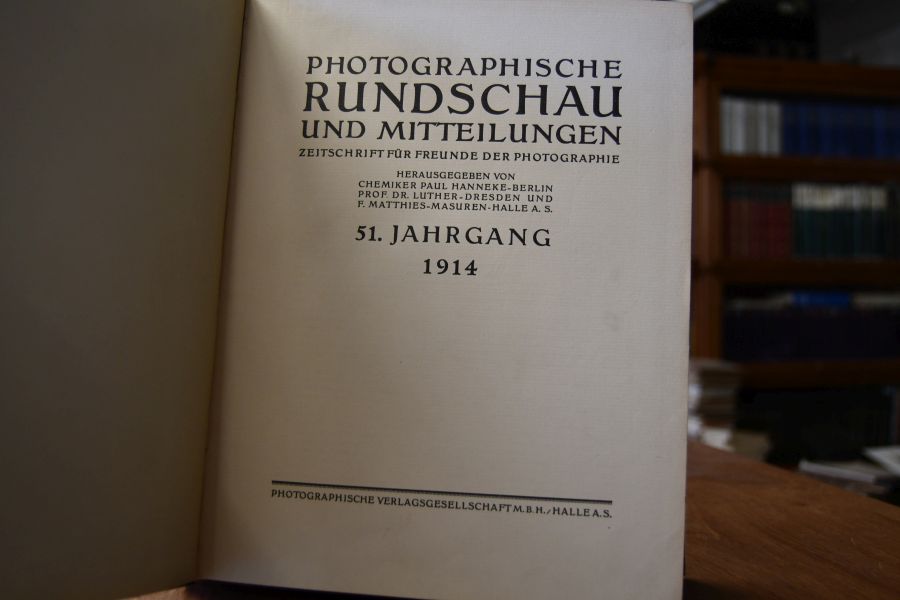 PHOTOGRAPHISCHE
RUNDSCHAU
UND MITTEILUNGEN
ZEITSCHRIFT FÜR FREUNDE DER PHOTOGRAPHIE
HERAUSGEGEBEN VON
CHEMIKER PAUL HANNEKE-BERLIN
PROF. DR. LUTHER-DRESDEN UND
F. MATTHIES-MASUREN-HALLE A. S.
51. JAHRGANG
1914
PHOTOGRAPHISCHE VERLAGSGESELLSCHAFT M. B. H., HALLE A. S.